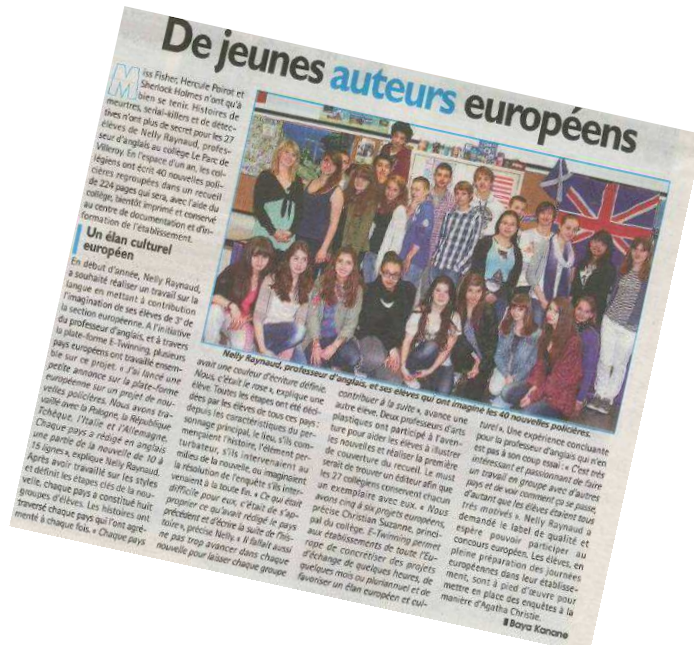 De jeunes auteurs européens
Miss Fisher, Hercule Poirot et
Sherlock Holmes n'ont qu'à
bien se tenir. Histoires de
meurtres, serial-killers et de détec-
tives n'ont plus de secret pour les 27
élèves de Nelly Raynaud, profes-
seur d'anglais au collège Le Parc de
Villeroy. En l'espace d'un an, les col-
légiens ont écrit 40 nouvelles poli-
cières regroupées dans un recueil
de 224 pages qui sera, avec l'aide du
collège, bientôt imprimé et conservé
au centre de documentation et d'in-
formation de l'établissement.
Un élan culturel
européen
En début d'année, Nelly Raynaud,
a souhaité réaliser un travail sur la
langue en mettant à contribution
l'imagination de ses élèves de 3e de
la section européenne. A l'initiative
du professeur d'anglais, et à travers
la plate-forme E-Twinning, plusieurs
pays européens ont travaillé ensem-
ble sur ce projet. « J'ai lancé une
petite annonce sur la plate-forme
européenne sur un projet de nou-
velles policières. Nous avons tra-
vaillé avec la Pologne, la République
Tchèque, l'Italie et l'Allemagne.
Chaque pays a rédigé en anglais
une partie de la nouvelle de 10 à
15 lignes », explique Nelly Raynaud.
Après avoir travaillé sur les styles
et définit les étapes clés de la nou-
velle, chaque pays a constitué huit
groupes d'élèves. Les histoires ont
traversé chaque pays qui l'ont agré-
menté à chaque fois. « Chaque pays
Nelly Raynaud, professeur d'anglais, et ses élèves qui ont imaginé les 40 nouvelles policières.
avait une couleur d'écriture définie.
Nous, c'était le rose », explique une
élève. Toutes les étapes ont été déci-
dées par les élèves de tous ces pays :
depuis les caractéristiques du per-
sonnage principal, le lieu, s'ils com-
mençaient l'histoire, l'élément per-
turbateur, s'ils intervenaient au
milieu de la nouvelle, ou imaginaient
la résolution de l'enquête s'ils inter-
venaient à la toute fin. « Ce qui était
difficile pour eux, c'était de s'ap-
proprier ce qu'avait rédigé le pays
précédent et d'écrire la suite de l'his-
toire », précise Nelly. « Il fallait aussi
ne pas trop avancer dans chaque
nouvelle pour laisser chaque groupe
contribuer à la suite », avance une
autre élève. Deux professeurs d'arts
plastiques ont participé à l'aven-
ture pour aider les élèves à illustrer
les nouvelles et réaliser la première
de couverture du recueil. Le must
serait de trouver un éditeur afin que
les 27 collégiens conservent chacun
un exemplaire avec eux. « Nous
avons cinq à six projets européens,
précise Christian Suzanne, princi-
pal du collège. E-Twinning permet
aux établissements de toute l'Eu-
rope de concrétiser des projets
d'échange de quelques heures, de
quelques mois ou pluriannuel et de
favoriser un élan européen et cul-
turel ». Une expérience concluante
pour la professeur d'anglais qui n'en
est pas à son coup essai : « C'est très
intéressant et passionnant de faire
un travail en groupe avec d'autres
pays et de voir comment ça se passe,
d'autant que les élèves étaient tous
très motivés ». Nelly Raynaud a
demandé le label de qualité et
espère pouvoir participer au
concours européen. Les élèves, en
pleine préparation des journées
européennes dans leur établisse-
ment, sont à pied d'œuvre pour
mettre en place des enquêtes à la
manière d'Agatha Christie.
Baya Kanane